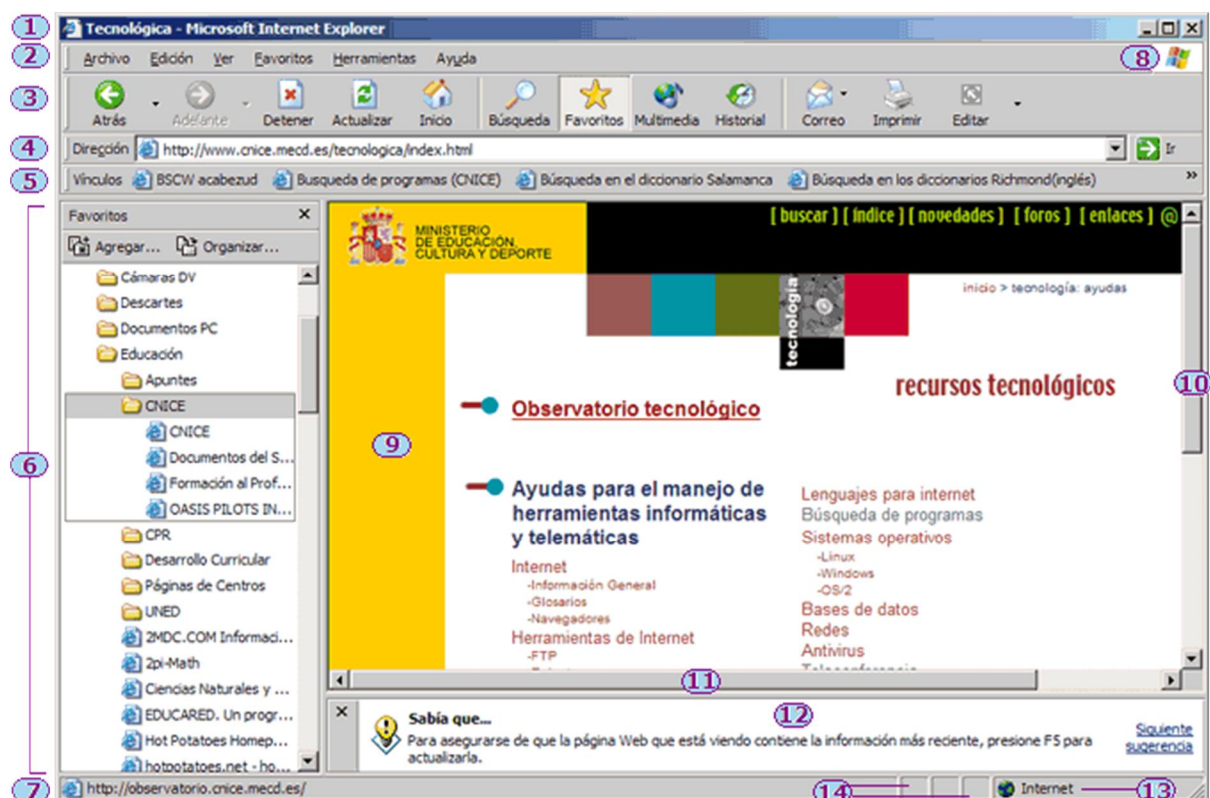 1 Tecnológica - Microsoft Internet Explorer
2 Archivo Edición Ver Favoritos Herramientas Ayuda 8
3 Atrás Adelante Detener Actualizar Inicio Búsqueda Favoritos Multimedia Historial Correo Imprimir Editar
4 Dirección http://www.cnice.mecd.es/tecnologica/index.html Ir
5 Vínculos BSCW acabezud Busqueda de programas (CNICE) Búsqueda en el diccionario Salamanca Búsqueda en los diccionarios Richmond(inglés) »
6
Favoritos
Agregar... Organizar...
Cámaras DV
Descartes
Documentos PC
Educación
Apuntes
CNICE
CNICE
Documentos del S...
Formación al Prof...
OASIS PILOTS IN...
CPR
Desarrollo Curricular
Páginas de Centros
UNED
2MDC.COM Informaci...
2pi-Math
Ciencias Naturales y ...
EDUCARED. Un progr...
Hot Potatoes Homep...
hotpotatoes.net - ho...
MINISTERIO
DE EDUCACIÓN,
CULTURA Y DEPORTE
[ buscar ] [ índice ] [ novedades ] [ foros ] [ enlaces ] @
tecnología
inicio > tecnología: ayudas
recursos tecnológicos
10
9
Observatorio tecnológico
Ayudas para el manejo de
herramientas informáticas
y telemáticas
Internet
-Información General
-Glosarios
-Navegadores
Herramientas de Internet
-FTP
Lenguajes para internet
Búsqueda de programas
Sistemas operativos
-Linux
-Windows
-OS/2
Bases de datos
Redes
Antivirus
11
12
Sabía que...
Para asegurarse de que la página Web que está viendo contiene la información más reciente, presione F5 para
actualizarla.
Siguiente
sugerencia
7 http://observatorio.cnice.mecd.es/ 14 Internet 13